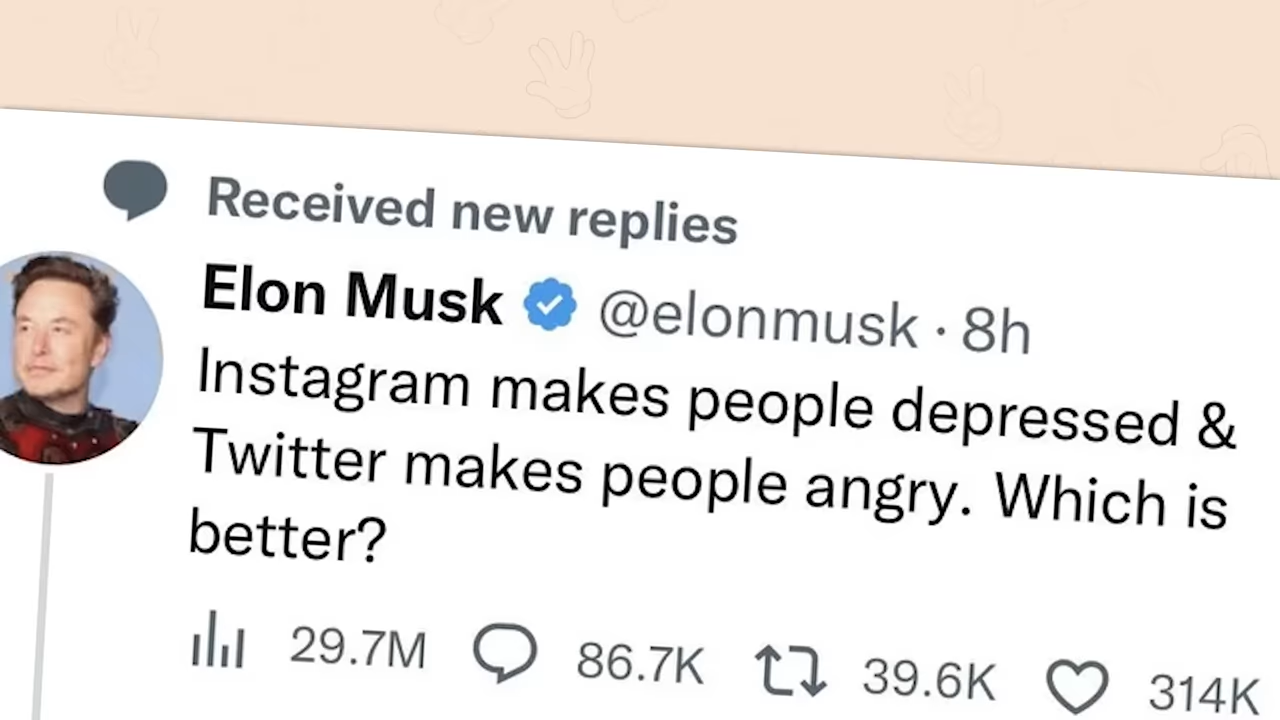 Received new replies
Elon Musk @elonmusk · 8h
Instagram makes people depressed &
Twitter makes people angry. Which is
better?
29.7M 86.7K 39.6K 314K